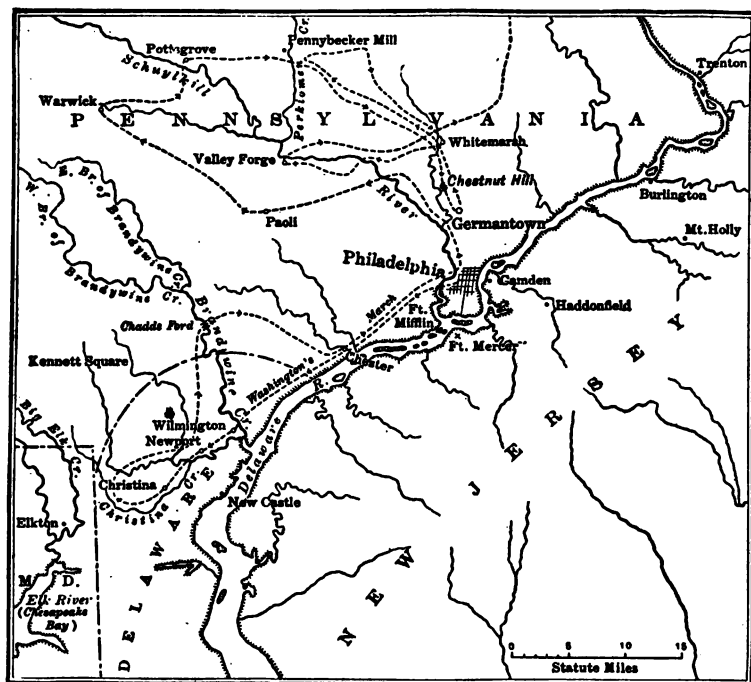 Pottsgrove
Pennybecker Mill
Perkiomen Cr.
Schuylkill
River
Trenton
Warwick
PENNSYLVANIA
Whitemarsh
Valley Forge
Chestnut Hill
Burlington
Germantown
Paoli
Mt. Holly
E. Br. of Brandywine Cr.
W. Br. of Brandywine Cr.
Philadelphia
Camden
Haddonfield
Ft. Mifflin
Ft. Mercer
Washington's March
Chester
Chadds Ford
Brandywine Cr.
Kennett Square
Wilmington
Newport
Big Elk Cr.
Christina
Christina Cr.
Delaware R.
New Castle
Elkton
DELAWARE
NEW JERSEY
M D.
Elk River
(Chesapeake
Bay)
0 5 10 15
Statute Miles